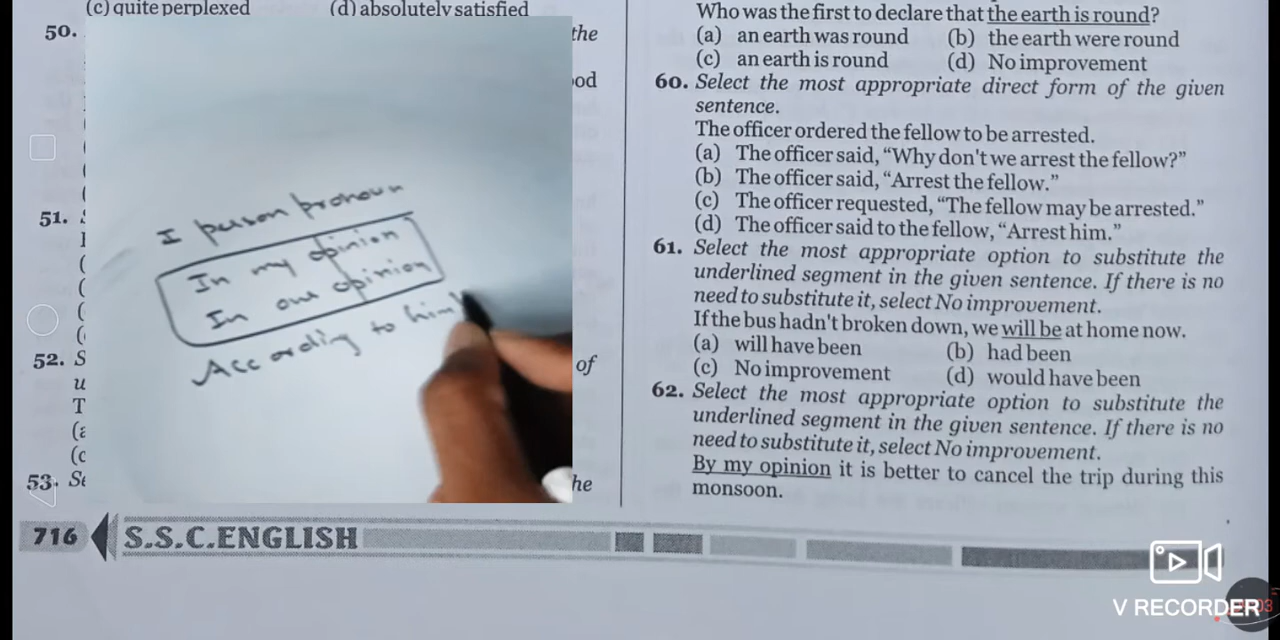 (c) quite perplexed (d) absolutely satisfied
50. the
od
51.
52. S of
u
T
53. Se he
I person pronoun
In my opinion
In our opinion
According to him
Who was the first to declare that the earth is round?
(a) an earth was round (b) the earth were round
(c) an earth is round (d) No improvement
60. Select the most appropriate direct form of the given
sentence.
The officer ordered the fellow to be arrested.
(a) The officer said, “Why don't we arrest the fellow?”
(b) The officer said, “Arrest the fellow.”
(c) The officer requested, “The fellow may be arrested.”
(d) The officer said to the fellow, “Arrest him.”
61. Select the most appropriate option to substitute the
underlined segment in the given sentence. If there is no
need to substitute it, select No improvement.
If the bus hadn't broken down, we will be at home now.
(a) will have been (b) had been
(c) No improvement (d) would have been
62. Select the most appropriate option to substitute the
underlined segment in the given sentence. If there is no
need to substitute it, select No improvement.
By my opinion it is better to cancel the trip during this
monsoon.
716 S.S.C.ENGLISH
V RECORDER